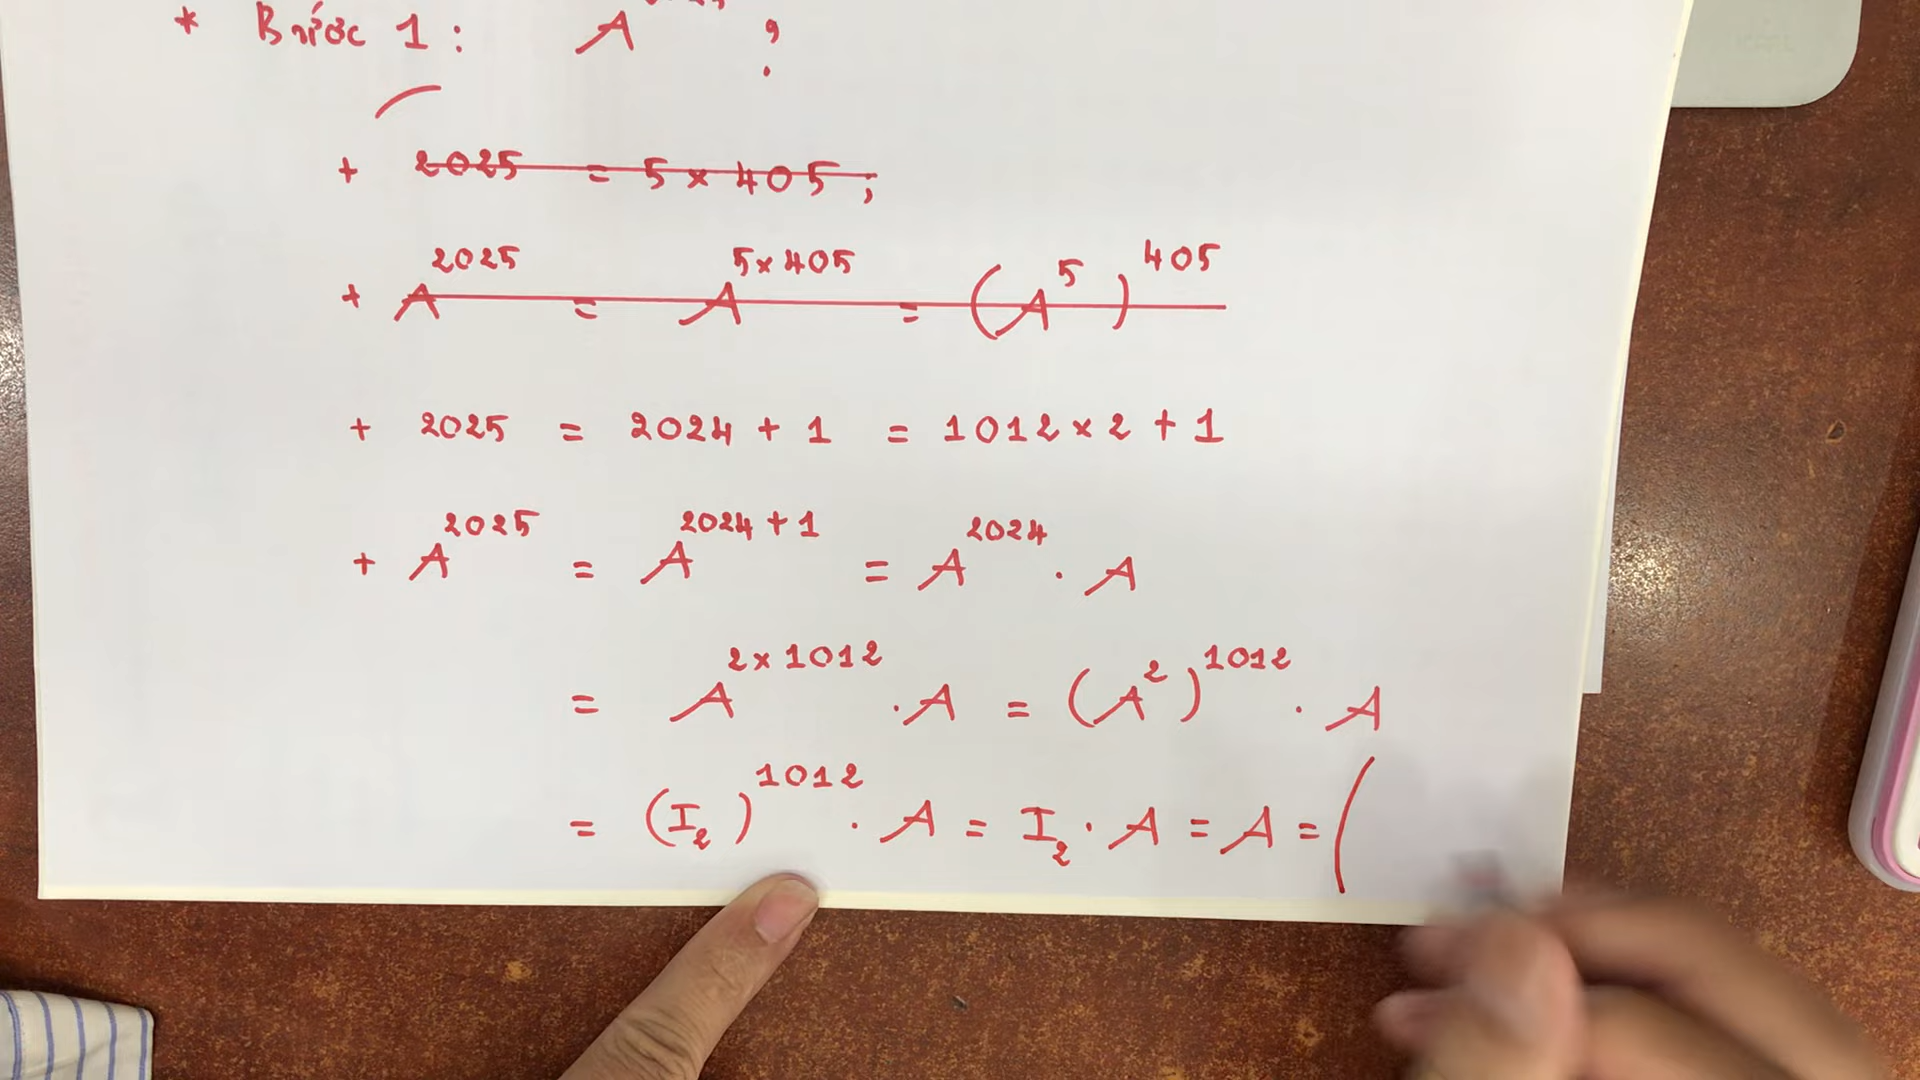 * Bước 1 : A ;
+ 2025 = 5 × 405 ;
+ A^2025 = A^5×405 = (A^5)^405
+ 2025 = 2024 + 1 = 1012 × 2 + 1
+ A^2025 = A^2024+1 = A^2024 . A
= A^2×1012 . A = (A^2)^1012 . A
= (I_2)^1012 . A = I_2 . A = A = (